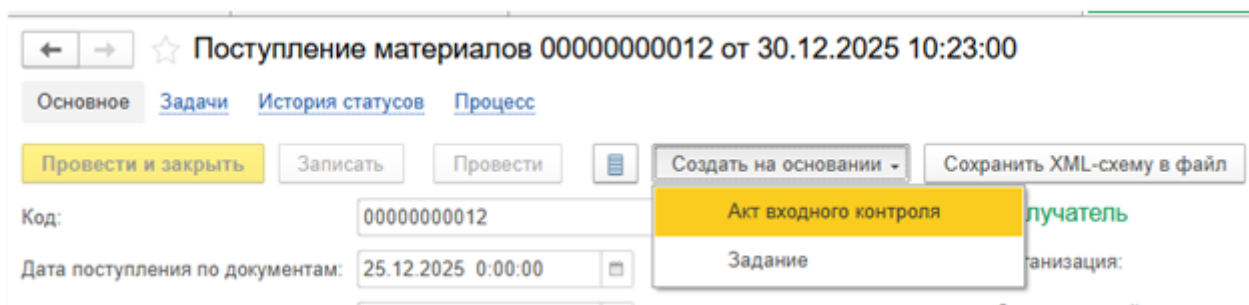 Поступление материалов 00000000012 от 30.12.2025 10:23:00
Основное Задачи История статусов Процесс
Провести и закрыть Записать Провести Создать на основании Сохранить XML-схему в файл
Код: 00000000012 Акт входного контроля лучатель
Дата поступления по документам: 25.12.2025 0:00:00 Задание ганизация: